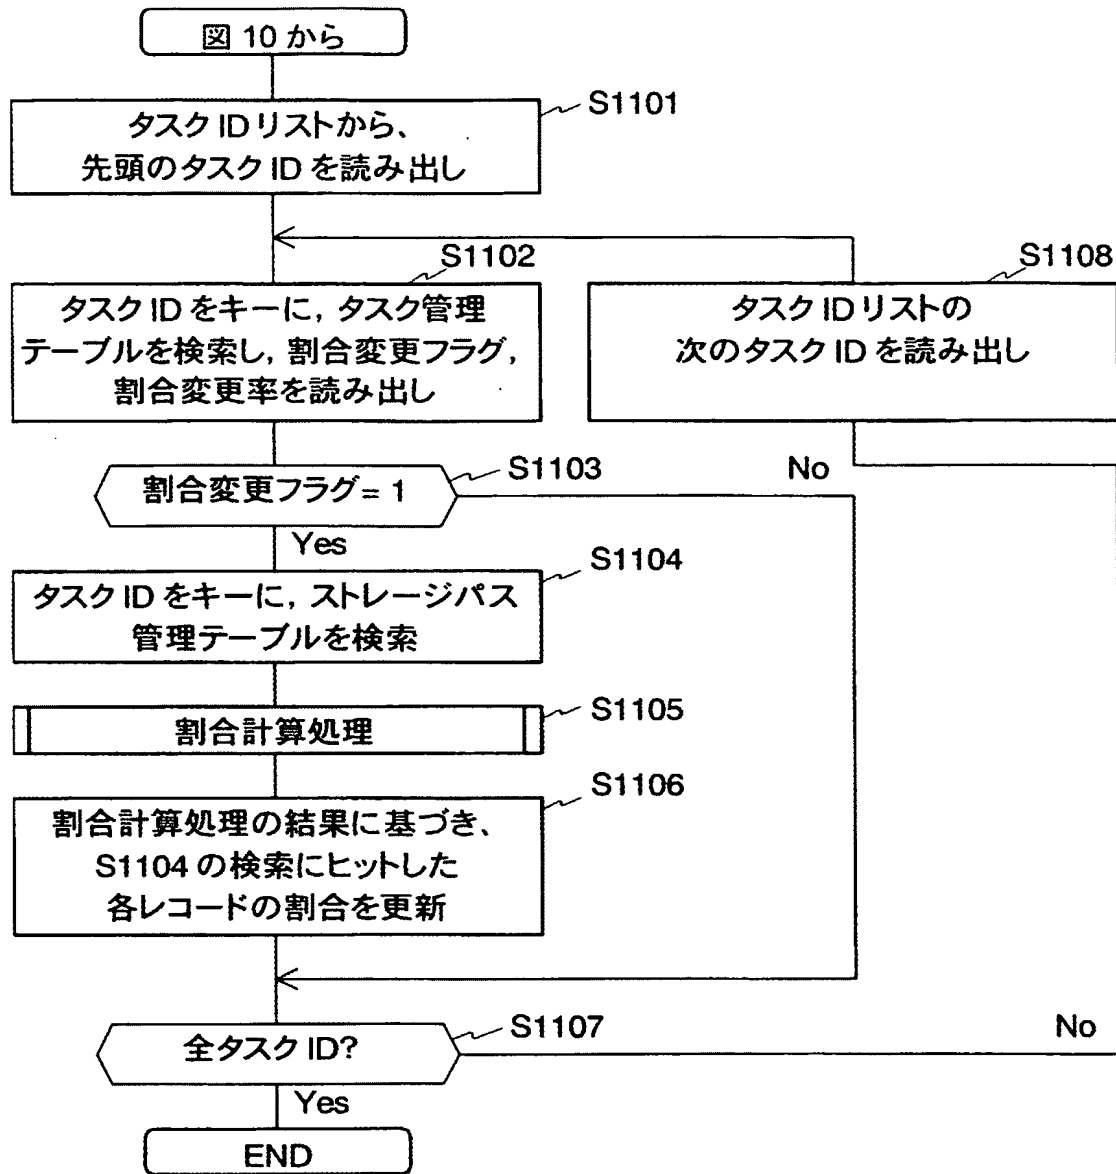 図 10 から
S1101
タスク ID リストから、
先頭のタスク ID を読み出し
S1102
タスク ID をキーに, タスク管理
テーブルを検索し, 割合変更フラグ,
割合変更率を読み出し
S1108
タスク ID リストの
次のタスク ID を読み出し
S1103
割合変更フラグ = 1
No
Yes
S1104
タスク ID をキーに, ストレージパス
管理テーブルを検索
S1105
割合計算処理
S1106
割合計算処理の結果に基づき、
S1104 の検索にヒットした
各レコードの割合を更新
S1107
全タスク ID?
No
Yes
END